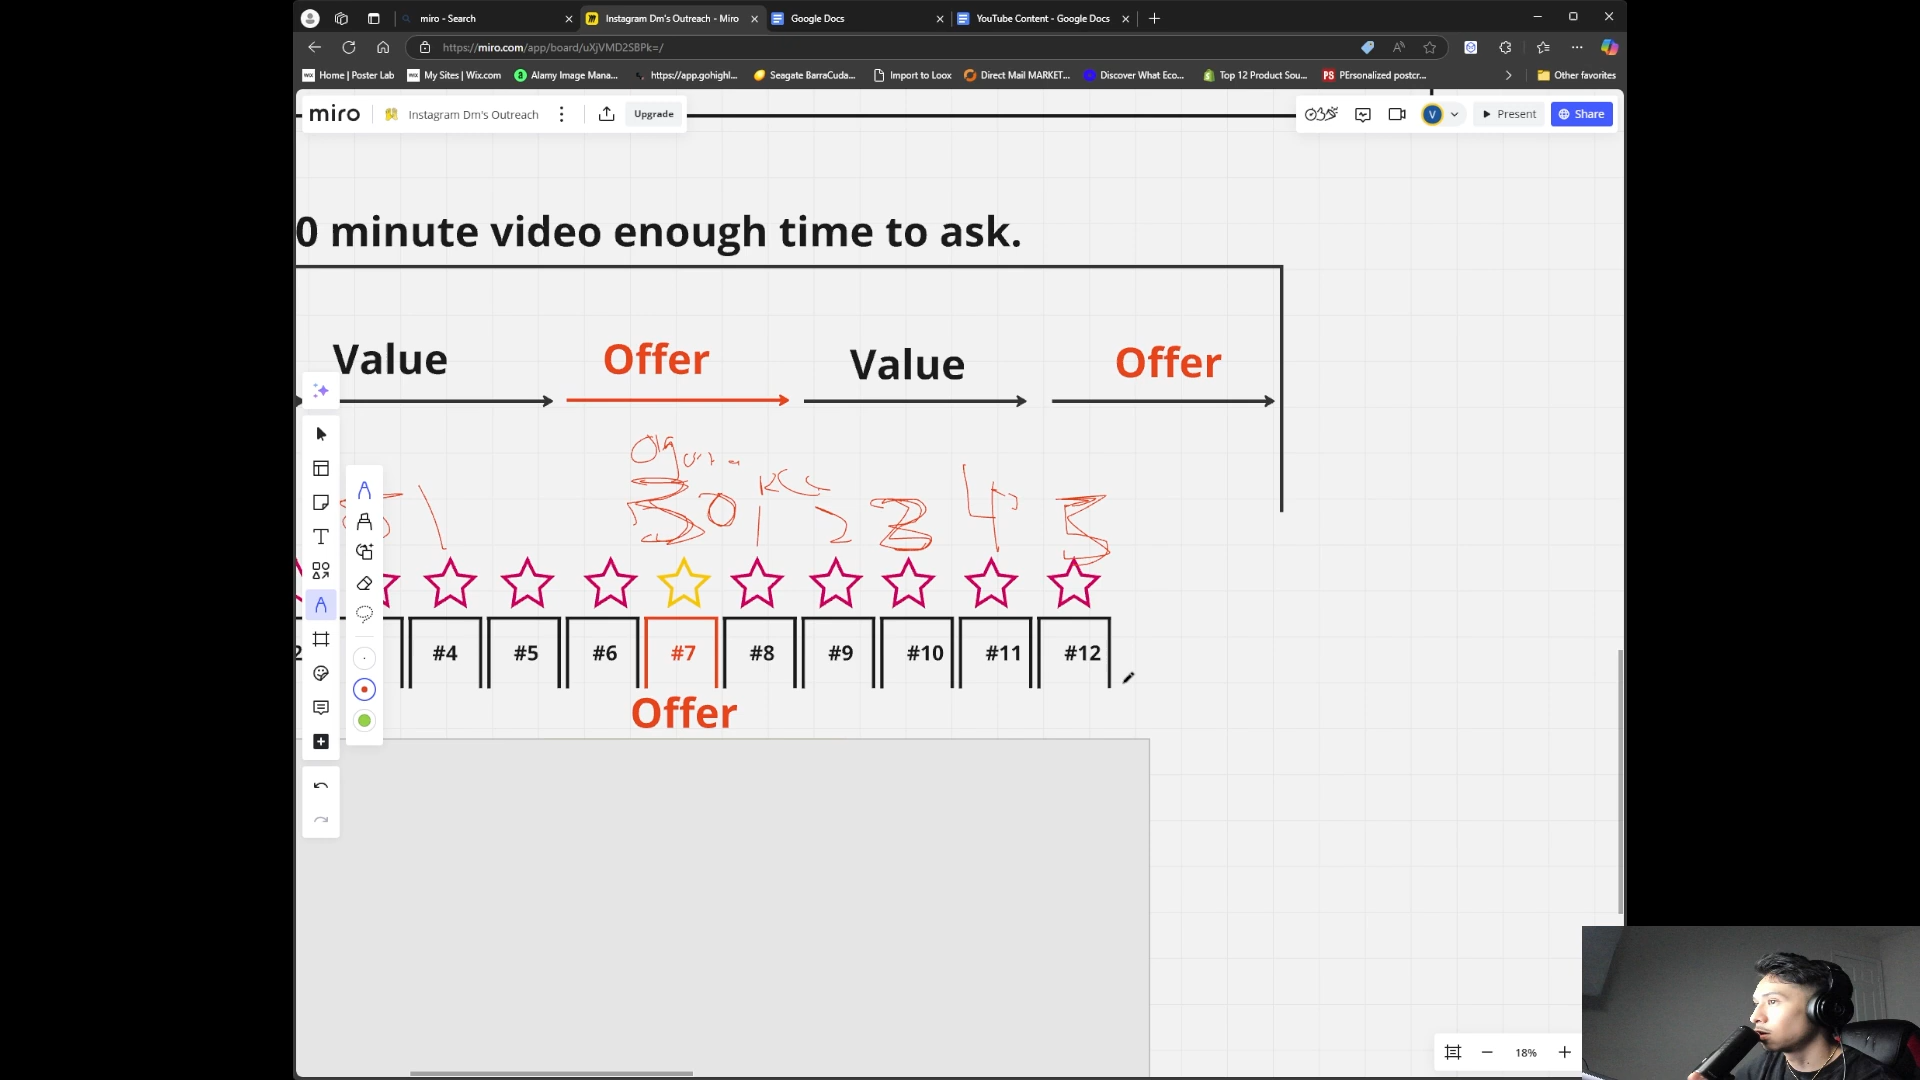 miro - Search
Instagram Dm's Outreach - Miro
Google Docs
YouTube Content - Google Docs
https://miro.com/app/board/uXjVMD2SBPk=/
Home | Poster Lab
My Sites | Wix.com
Alamy Image Mana...
https://app.gohighl...
Seagate BarraCuda...
Import to Loox
Direct Mail MARKET...
Discover What Eco...
Top 12 Product Sou...
PErsonalized postcr...
Other favorites
miro
Instagram Dm's Outreach
Upgrade
V
Present
Share
0 minute video enough time to ask.
Value
Offer
Value
Offer
30 1 2 3 4 5
#4
#5
#6
#7
#8
#9
#10
#11
#12
Offer
18%